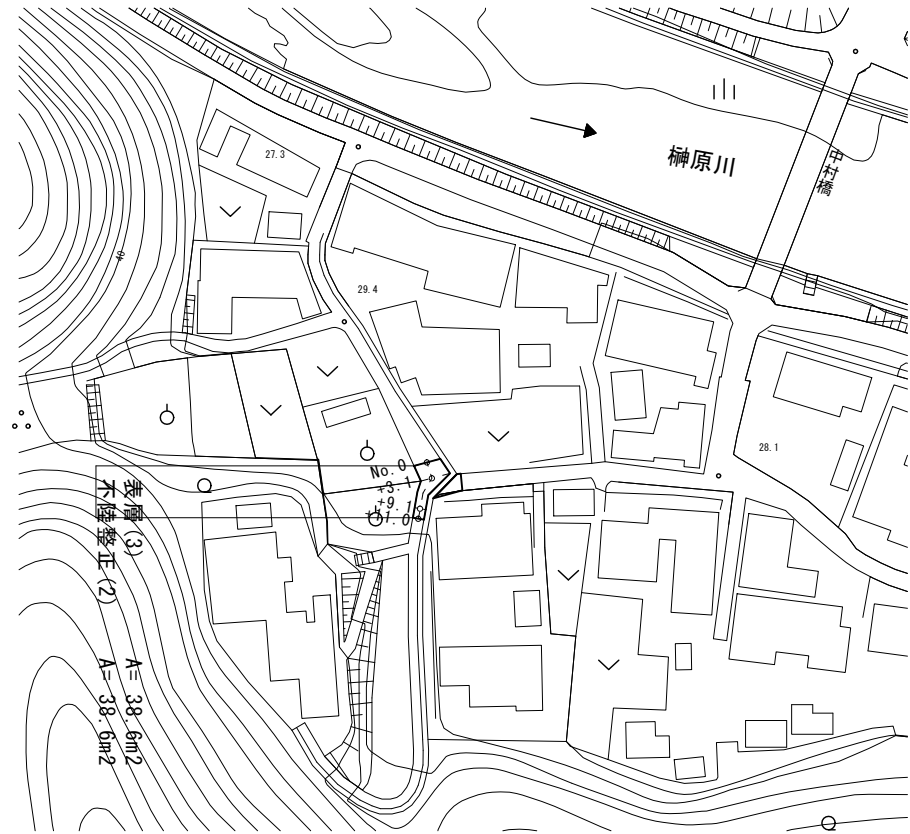 榊原川
中村橋
27.3
40
29.4
28.1
No.0
+3.1
+9.1
+11.0
表層(3) A= 38.6m2
不陸整正(2) A= 38.6m2